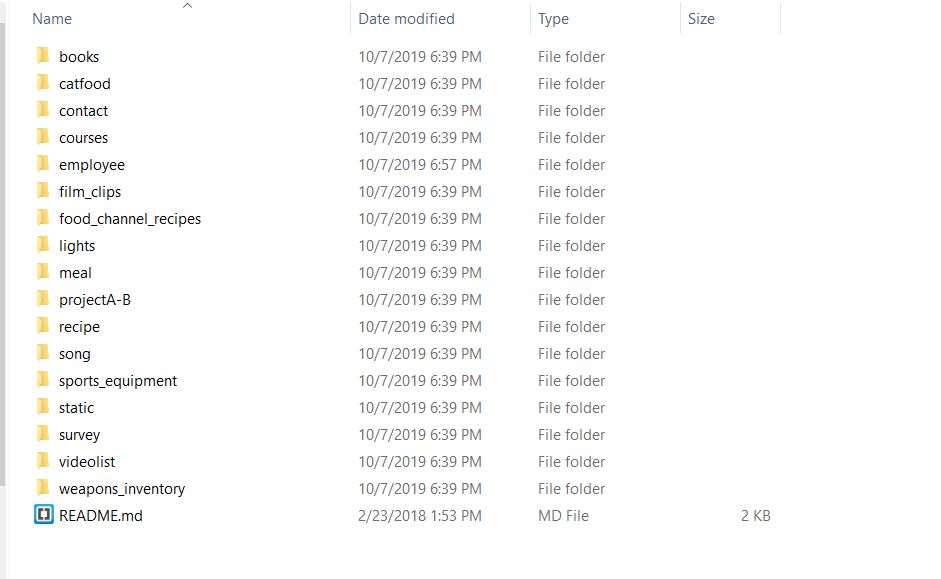 Name Date modified Type Size
books 10/7/2019 6:39 PM File folder
catfood 10/7/2019 6:39 PM File folder
contact 10/7/2019 6:39 PM File folder
courses 10/7/2019 6:39 PM File folder
employee 10/7/2019 6:57 PM File folder
film_clips 10/7/2019 6:39 PM File folder
food_channel_recipes 10/7/2019 6:39 PM File folder
lights 10/7/2019 6:39 PM File folder
meal 10/7/2019 6:39 PM File folder
projectA-B 10/7/2019 6:39 PM File folder
recipe 10/7/2019 6:39 PM File folder
song 10/7/2019 6:39 PM File folder
sports_equipment 10/7/2019 6:39 PM File folder
static 10/7/2019 6:39 PM File folder
survey 10/7/2019 6:39 PM File folder
videolist 10/7/2019 6:39 PM File folder
weapons_inventory 10/7/2019 6:39 PM File folder
README.md 2/23/2018 1:53 PM MD File 2 KB